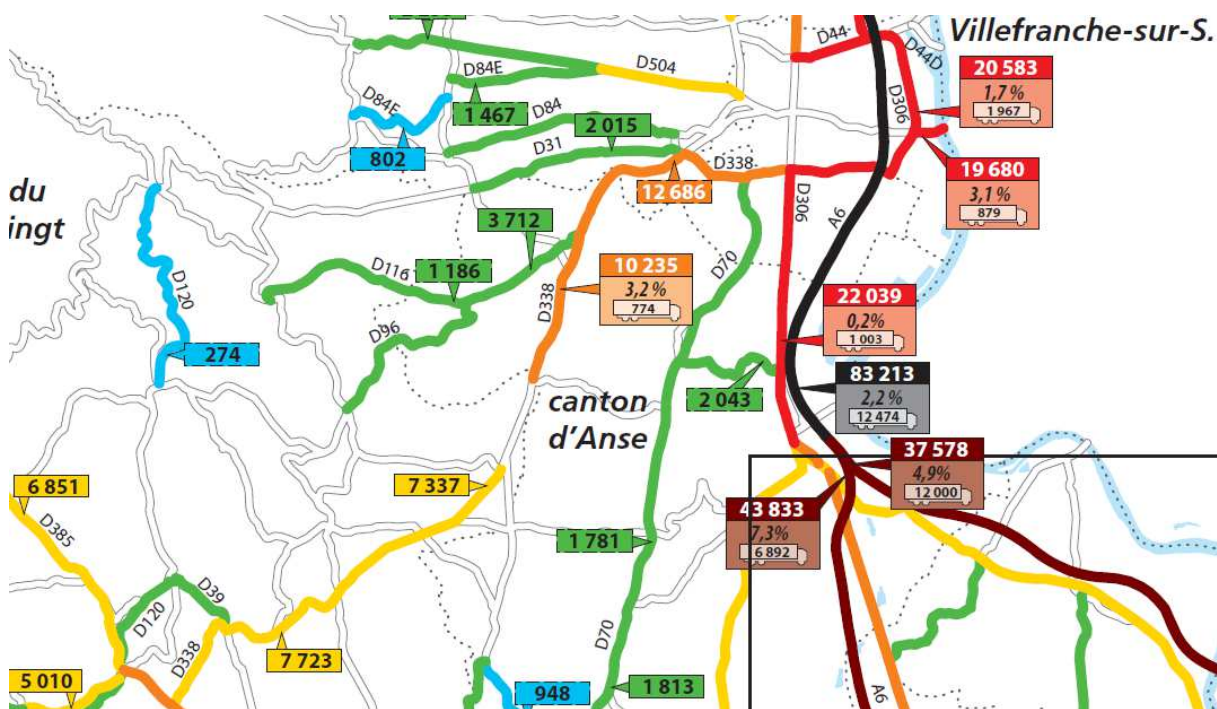 Villefranche-sur-S.
D44
D44D
D504
D84E
20 583
1,7%
1 967
D306
D84E
1 467
D84
2 015
D31
802
D338
12 686
19 680
3,1%
879
du
ingt
D306
A6
3 712
D116
1 186
D70
10 235
3,2%
774
D338
D120
D96
274
22 039
0,2%
1 003
2 043
83 213
2,2%
12 474
canton
d'Anse
37 578
4,9%
12 000
6 851
7 337
43 833
7,3%
6 892
D385
1 781
D39
D120
D338
D70
7 723
5 010
948
1 813
A6